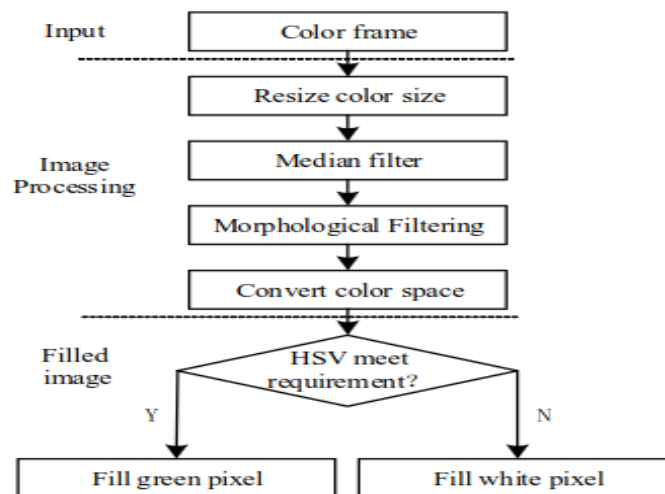 Input
Color frame
Resize color size
Image
Processing
Median filter
Morphological Filtering
Convert color space
Filled
image
HSV meet
requirement?
Y
N
Fill green pixel
Fill white pixel